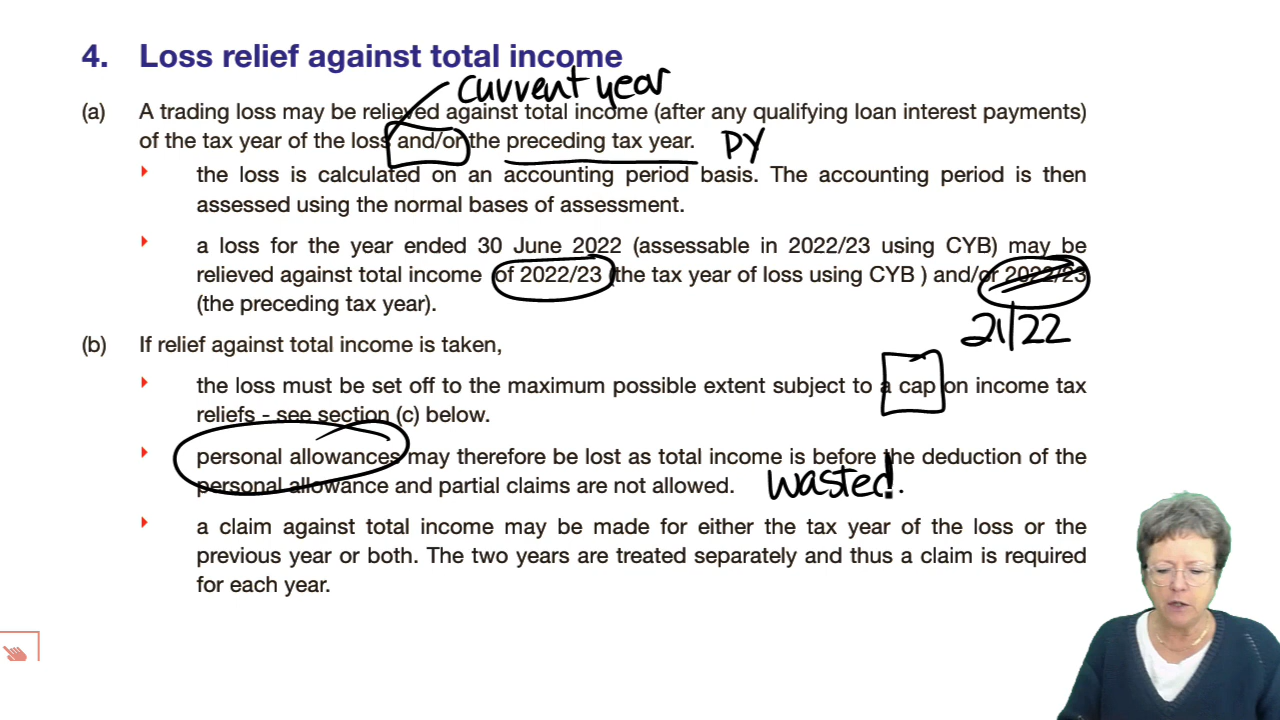 4. Loss relief against total income
current year
(a) A trading loss may be relieved against total income (after any qualifying loan interest payments)
of the tax year of the loss and/or the preceding tax year. PY
the loss is calculated on an accounting period basis. The accounting period is then
assessed using the normal bases of assessment.
a loss for the year ended 30 June 2022 (assessable in 2022/23 using CYB) may be
relieved against total income of 2022/23 (the tax year of loss using CYB ) and/or 2022/23
(the preceding tax year).
21/22
(b) If relief against total income is taken,
the loss must be set off to the maximum possible extent subject to a cap on income tax
reliefs - see section (c) below.
personal allowances may therefore be lost as total income is before the deduction of the
personal allowance and partial claims are not allowed. Wasted!.
a claim against total income may be made for either the tax year of the loss or the
previous year or both. The two years are treated separately and thus a claim is required
for each year.